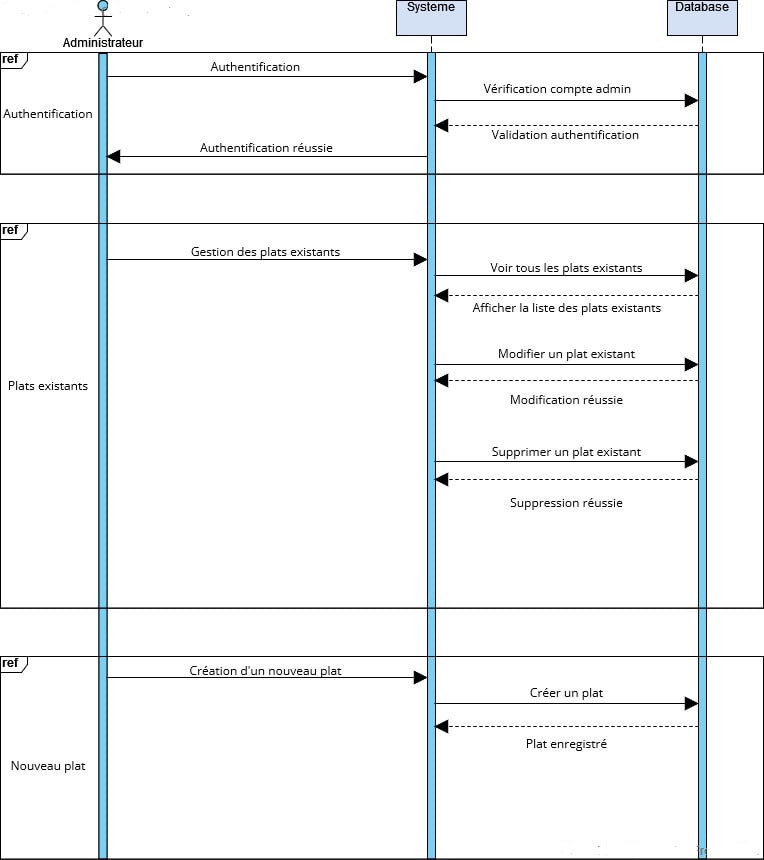 Systeme
Database
Administrateur
ref
Authentification
Vérification compte admin
Authentification
Validation authentification
Authentification réussie
ref
Gestion des plats existants
Voir tous les plats existants
Afficher la liste des plats existants
Modifier un plat existant
Plats existants
Modification réussie
Supprimer un plat existant
Suppression réussie
ref
Création d'un nouveau plat
Créer un plat
Plat enregistré
Nouveau plat